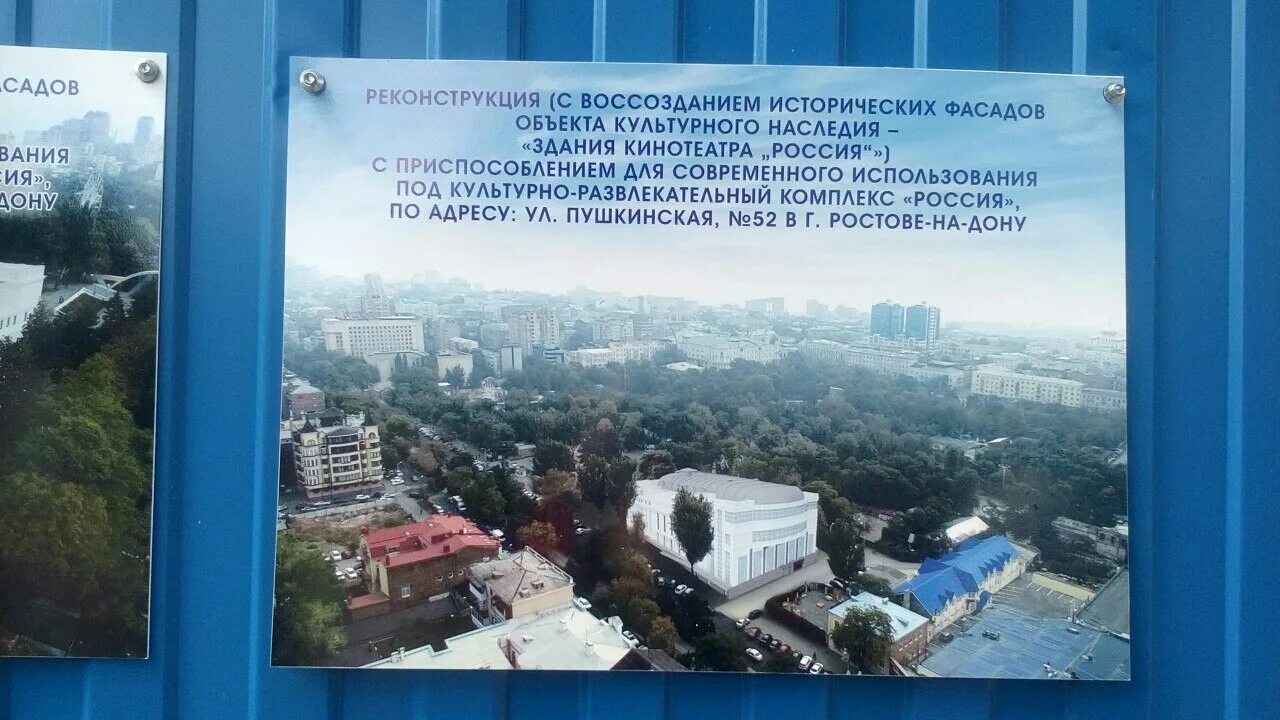 АСАДОВ
ВАНИЯ
СИЯ»,
ДОНУ
РЕКОНСТРУКЦИЯ (С ВОССОЗДАНИЕМ ИСТОРИЧЕСКИХ ФАСАДОВ
ОБЪЕКТА КУЛЬТУРНОГО НАСЛЕДИЯ –
«ЗДАНИЯ КИНОТЕАТРА „РОССИЯ“»)
С ПРИСПОСОБЛЕНИЕМ ДЛЯ СОВРЕМЕННОГО ИСПОЛЬЗОВАНИЯ
ПОД КУЛЬТУРНО-РАЗВЛЕКАТЕЛЬНЫЙ КОМПЛЕКС «РОССИЯ»,
ПО АДРЕСУ: УЛ. ПУШКИНСКАЯ, №52 В Г. РОСТОВЕ-НА-ДОНУ